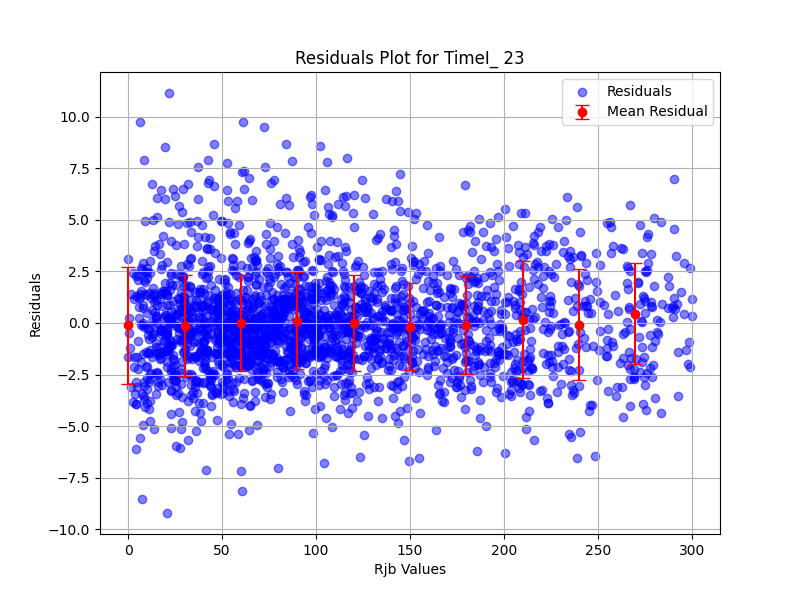 Residuals Plot for TimeI_ 23
Residuals
Mean Residual
10.0
7.5
5.0
2.5
0.0
−2.5
−5.0
−7.5
−10.0
Residuals
0 50 100 150 200 250 300
Rjb Values